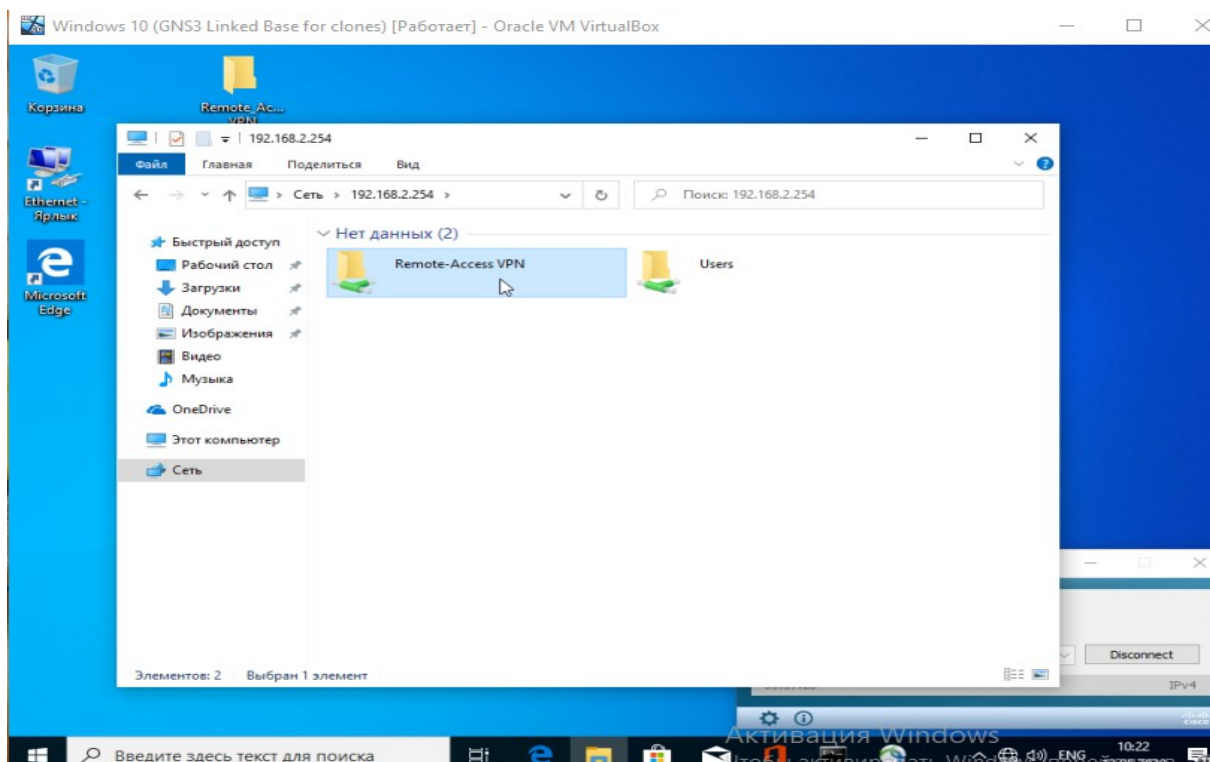 Windows 10 (GNS3 Linked Base for clones) [Работает] - Oracle VM VirtualBox
Корзина
Remote_Ac...
VPN
192.168.2.254
Файл Главная Поделиться Вид
Сеть > 192.168.2.254 >
Поиск: 192.168.2.254
Ethernet -
Ярлык
Microsoft
Edge
Быстрый доступ
Рабочий стол
Загрузки
Документы
Изображения
Видео
Музыка
OneDrive
Этот компьютер
Сеть
Нет данных (2)
Remote-Access VPN
Users
Элементов: 2 Выбран 1 элемент
Disconnect
IPv4
cisco
Активация Windows
Введите здесь текст для поиска
ENG
10:22